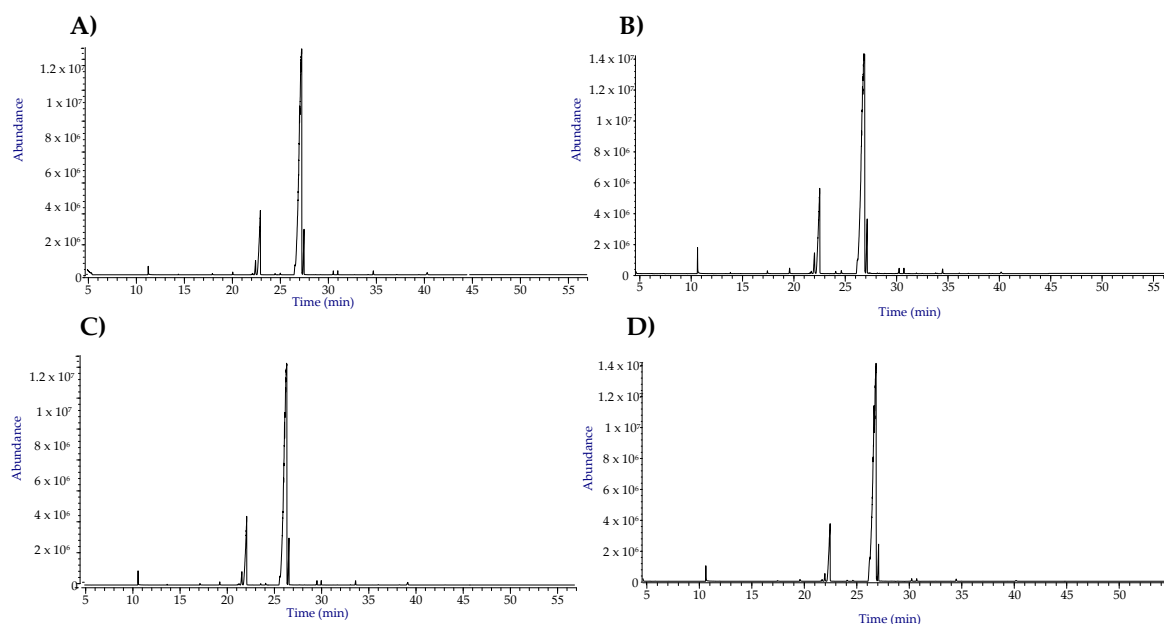 A)
1.2 x 10⁷
1 x 10⁷
8 x 10⁶
6 x 10⁶
4 x 10⁶
2 x 10⁶
0
Abundance
5 10 15 20 25 30 35 40 45 50 55
Time (min)
B)
1.4 x 10⁷
1.2 x 10⁷
1 x 10⁷
8 x 10⁶
6 x 10⁶
4 x 10⁶
2 x 10⁶
0
Abundance
5 10 15 20 25 30 35 40 45 50 55
Time (min)
C)
1.2 x 10⁷
1 x 10⁷
8 x 10⁶
6 x 10⁶
4 x 10⁶
2 x 10⁶
0
Abundance
5 10 15 20 25 30 35 40 45 50 55
Time (min)
D)
1.4 x 10⁷
1.2 x 10⁷
1 x 10⁷
8 x 10⁶
6 x 10⁶
4 x 10⁶
2 x 10⁶
0
Abundance
5 10 15 20 25 30 35 40 45 50
Time (min)